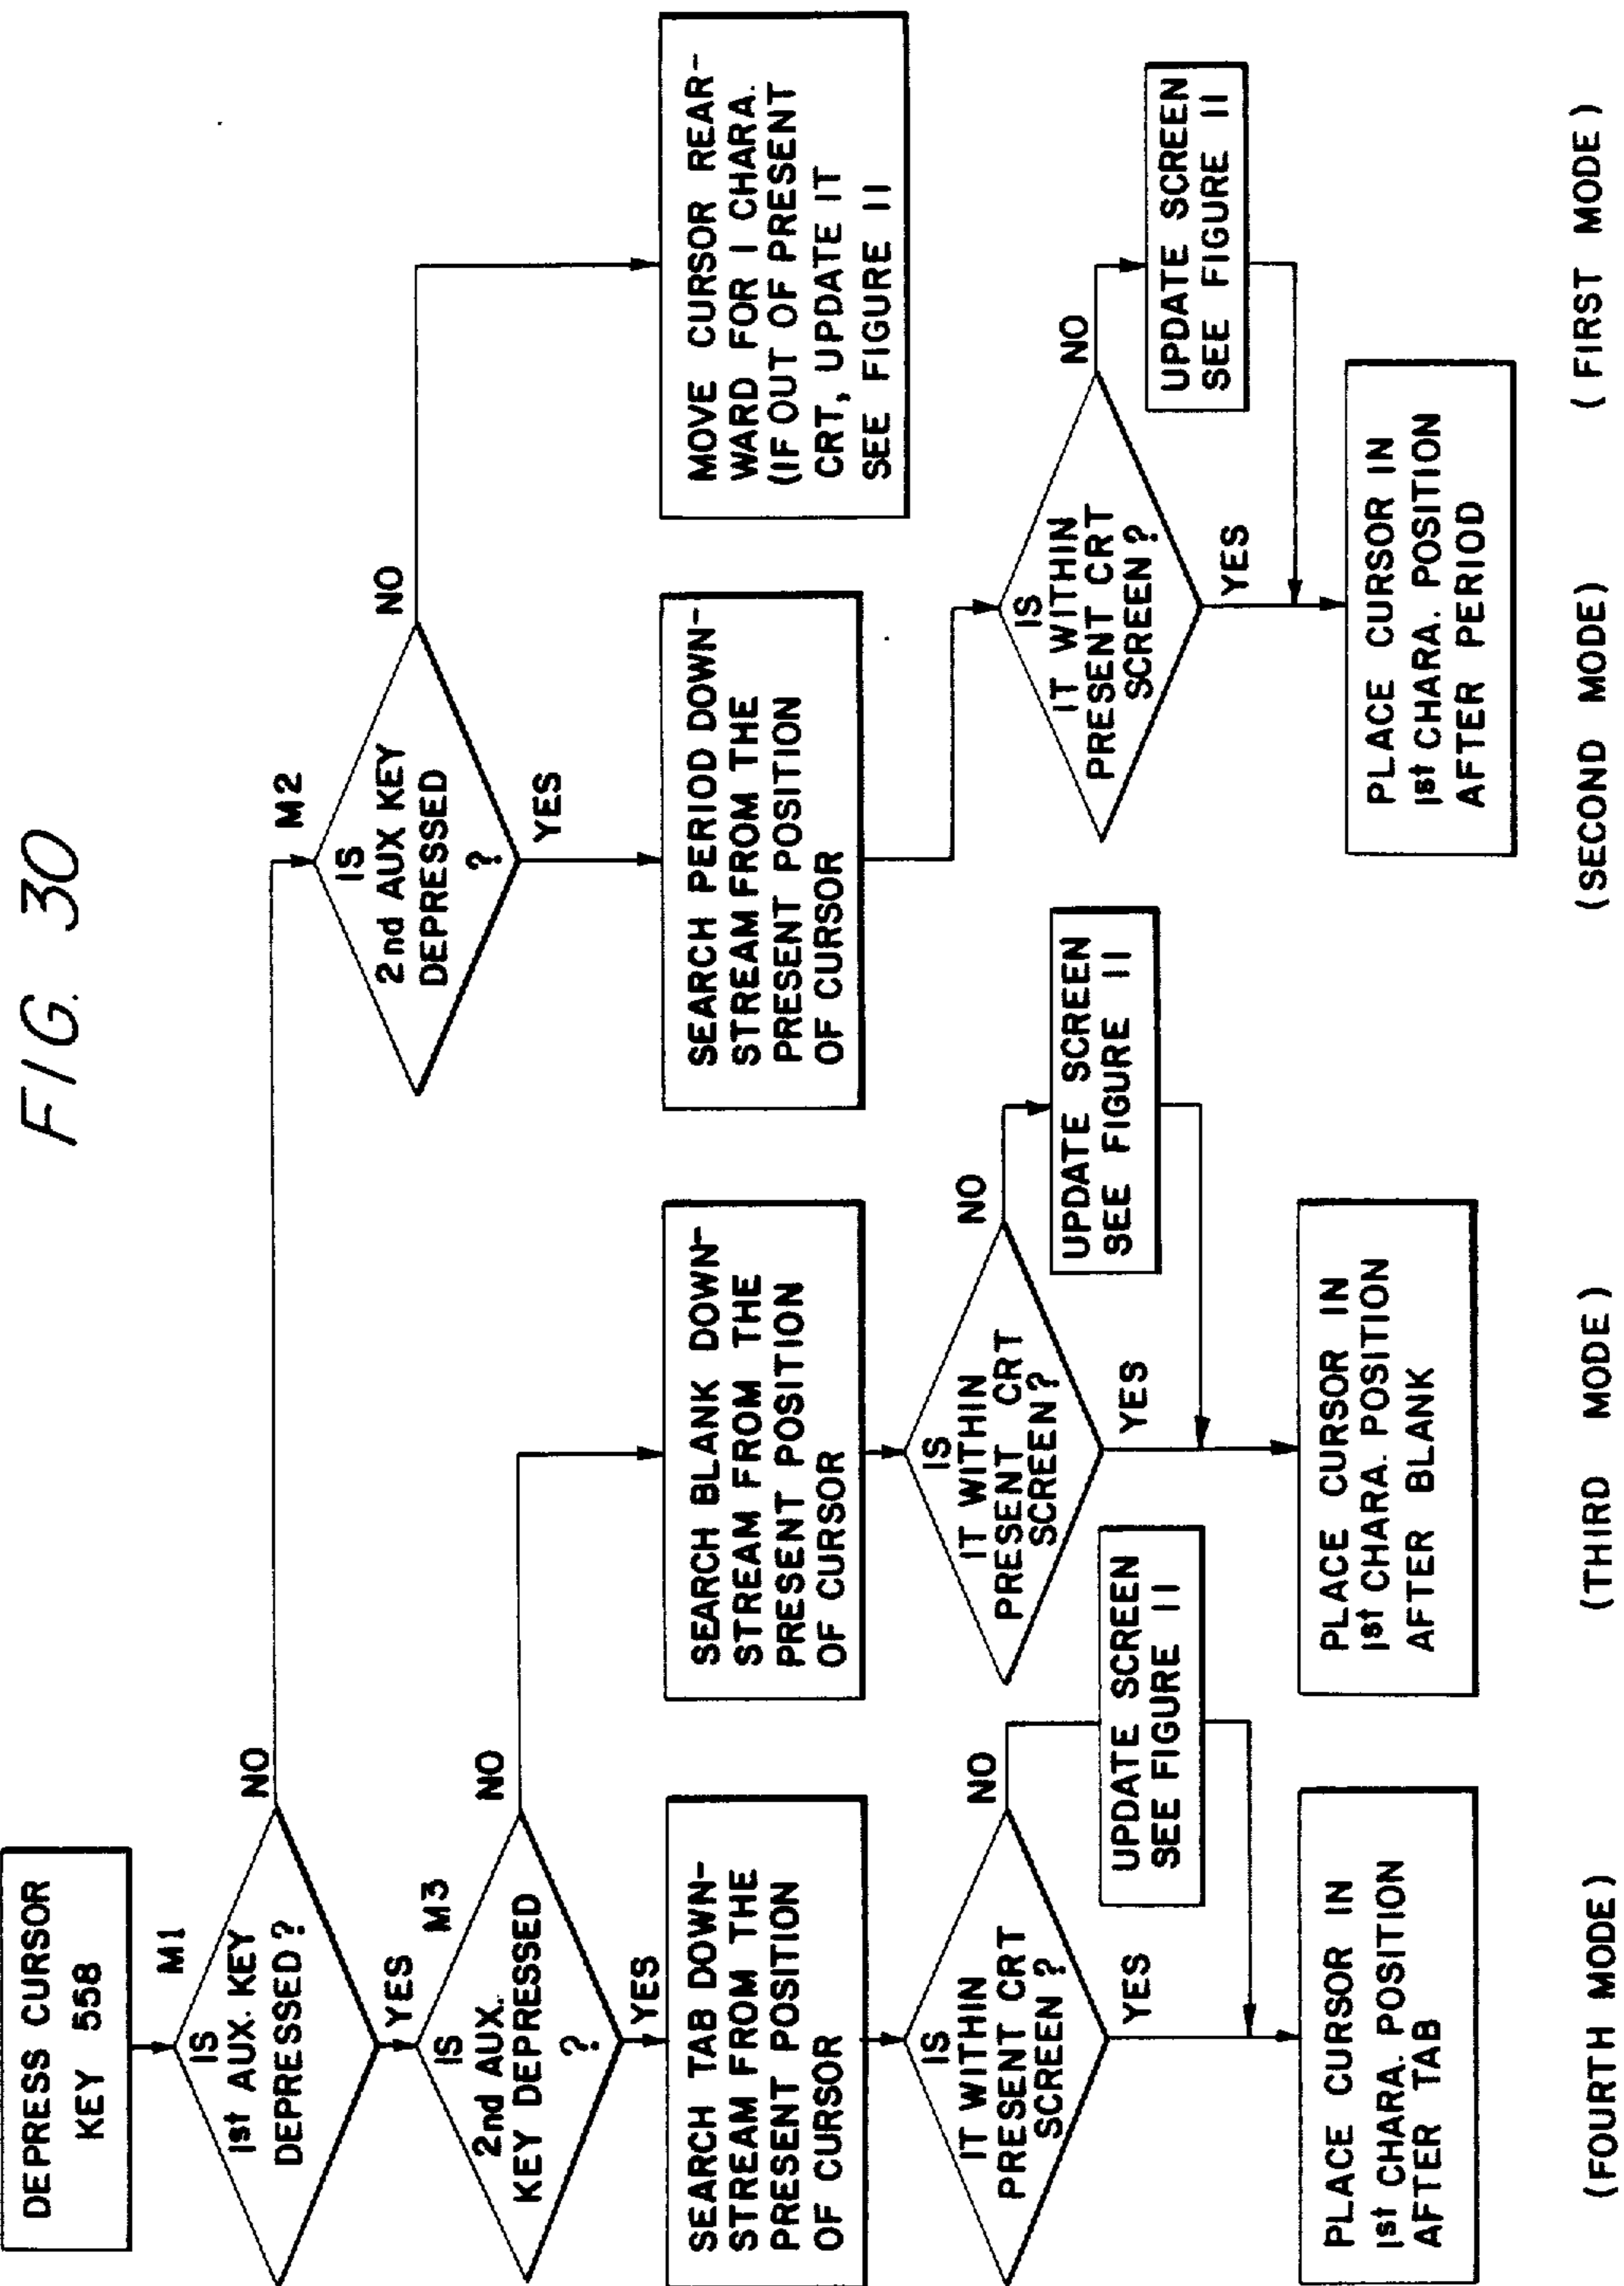 FIG. 30
DEPRESS CURSOR
KEY 558
M1
IS
1st AUX. KEY
DEPRESSED?
NO
YES
M2
IS
2nd AUX KEY
DEPRESSED
?
NO
YES
M3
IS
2nd AUX.
KEY DEPRESSED
?
NO
YES
SEARCH TAB DOWN-
STREAM FROM THE
PRESENT POSITION
OF CURSOR
SEARCH BLANK DOWN-
STREAM FROM THE
PRESENT POSITION
OF CURSOR
SEARCH PERIOD DOWN-
STREAM FROM THE
PRESENT POSITION
OF CURSOR
MOVE CURSOR REAR-
WARD FOR 1 CHARA.
(IF OUT OF PRESENT
CRT, UPDATE IT
SEE FIGURE 11
IS
IT WITHIN
PRESENT CRT
SCREEN ?
NO
YES
UPDATE SCREEN
SEE FIGURE 11
IS
IT WITHIN
PRESENT CRT
SCREEN?
NO
YES
UPDATE SCREEN
SEE FIGURE 11
IS
IT WITHIN
PRESENT CRT
SCREEN?
NO
YES
UPDATE SCREEN
SEE FIGURE 11
PLACE CURSOR IN
1st CHARA. POSITION
AFTER TAB
PLACE CURSOR IN
1st CHARA. POSITION
AFTER BLANK
PLACE CURSOR IN
1st CHARA. POSITION
AFTER PERIOD
(FOURTH MODE)
(THIRD MODE)
(SECOND MODE)
(FIRST MODE)